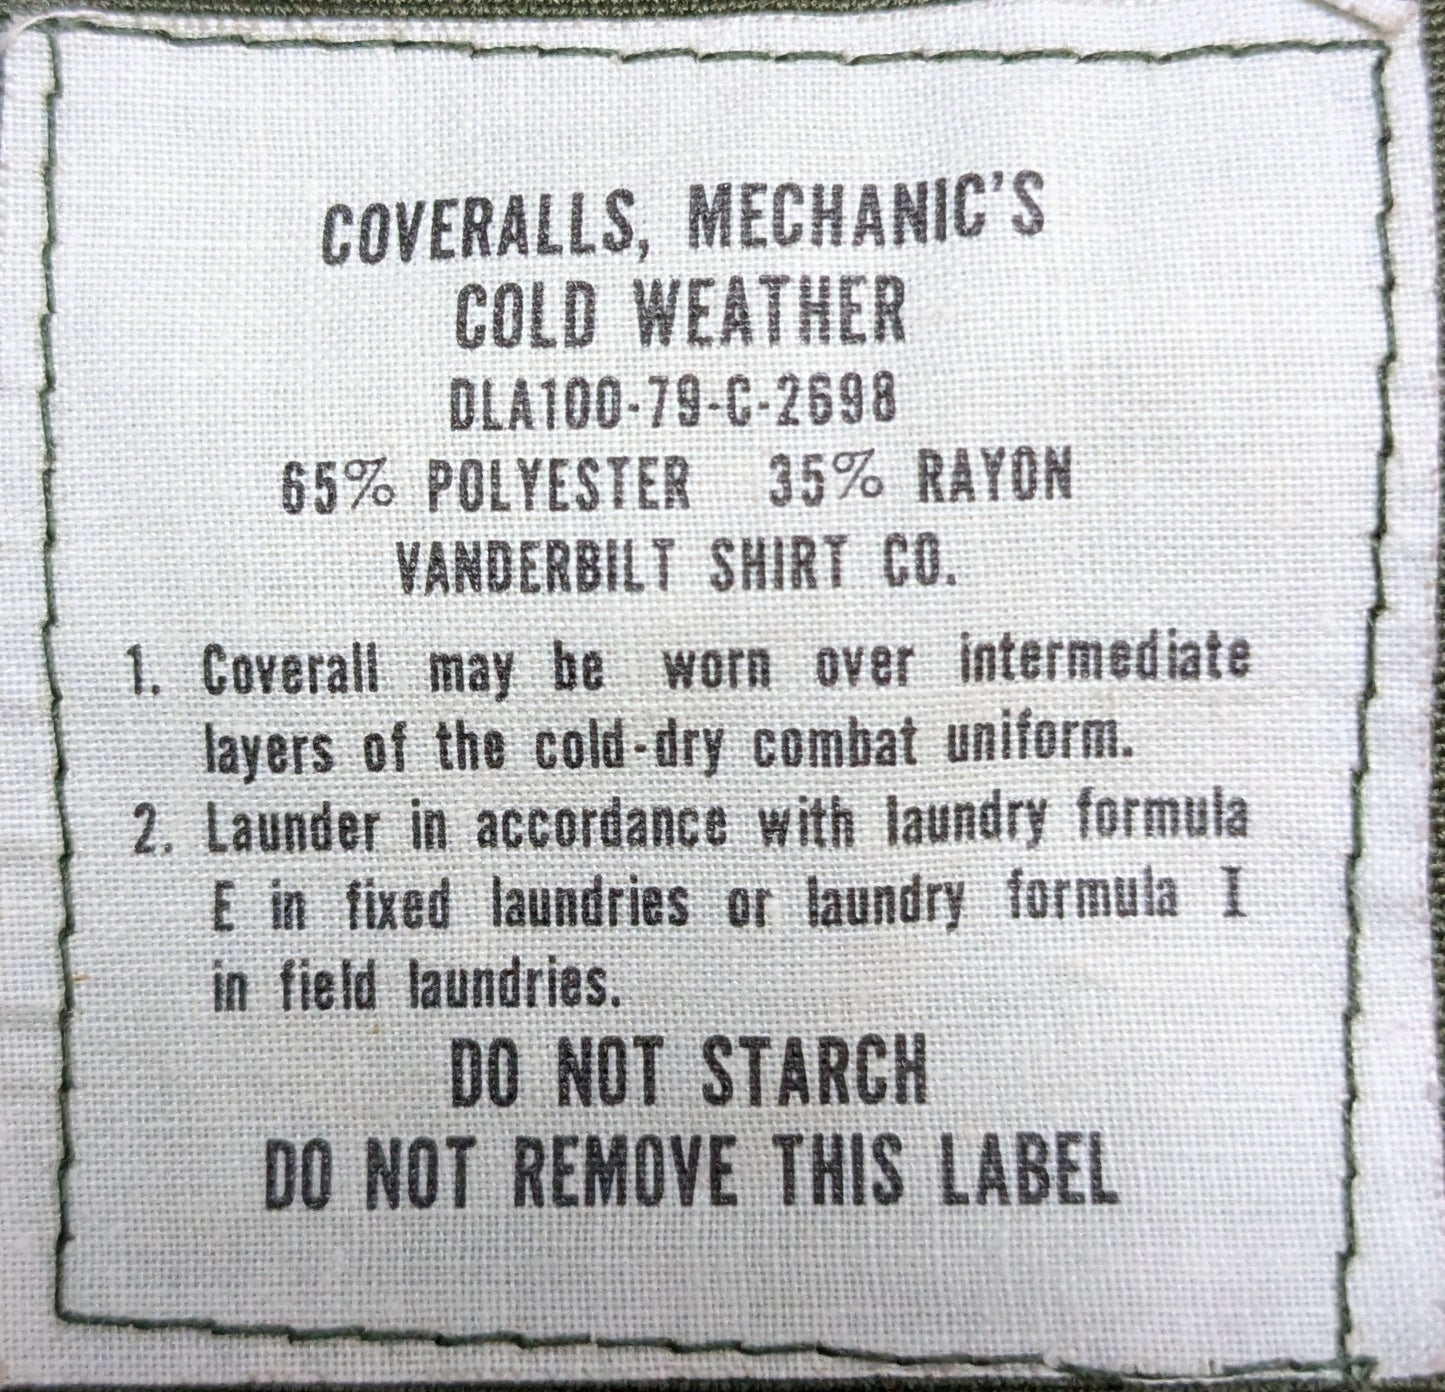 COVERALLS, MECHANIC'S
COLD WEATHER
DLA100-79-C-2698
65% POLYESTER 35% RAYON
VANDERBILT SHIRT CO.
1. Coverall may be worn over intermediate
layers of the cold-dry combat uniform.
2. Launder in accordance with laundry formula
E in fixed laundries or laundry formula I
in field laundries.
DO NOT STARCH
DO NOT REMOVE THIS LABEL